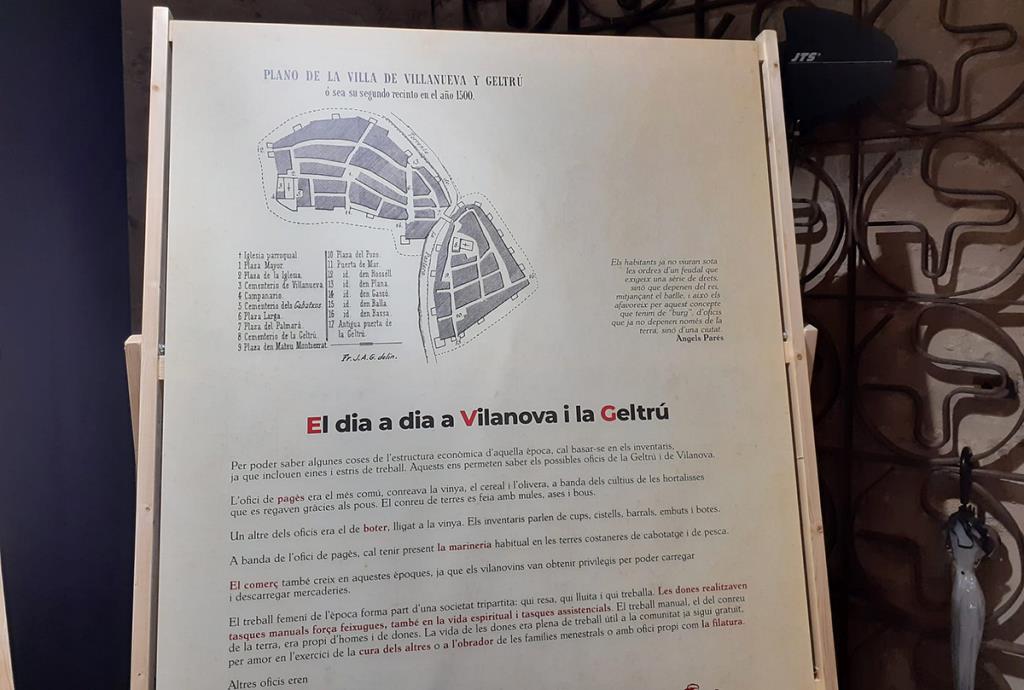 JTS
PLANO DE LA VILLA DE VILLANUEVA Y GELTRÚ
ó sea su segundo recinto en el año 1500.
† Iglesia parroquial
1 Plaza Mayor.
2 Plaza de la Iglesia.
3 Cementerio de Villanueva
4 Campanario.
5 Cementerio dels Gabatxos
6 Plaza Larga.
7 Plaza del Palmará.
8 Cementerio de la Geltrú.
9 Plaza den Mateu Montserrat
10 Plaza del Pozo.
11 Puerta de Mar.
12 id. den Rossell.
13 id. den Plana.
14 id. den Gassó.
15 id. den Balla.
16 id. den Bassa.
17 Antigua puerta de
la Geltrú.
Fr. J. A. G. delin.
Torrente
Els habitants ja no viuran sota
les ordres d'un feudal que
exigeix una sèrie de drets,
sinó que depenen del rei,
mitjançant el batlle, i això els
afavoreix per aquest concepte
que tenim de "burg", d'oficis
que ja no depenen només de la
terra, sinó d'una ciutat.
Àngels Parés
El dia a dia a Vilanova i la Geltrú
Per poder saber algunes coses de l'estructura econòmica d'aquella època, cal basar-se en els inventaris,
ja que inclouen eines i estris de treball. Aquests ens permeten saber els possibles oficis de la Geltrú i de Vilanova.
L'ofici de pagès era el més comú, conreava la vinya, el cereal i l'olivera, a banda dels cultius de les hortalisses
que es regaven gràcies als pous. El conreu de terres es feia amb mules, ases i bous.
Un altre dels oficis era el de boter, lligat a la vinya. Els inventaris parlen de cups, cistells, barrals, embuts i botes.
A banda de l'ofici de pagès, cal tenir present la marineria habitual en les terres costaneres de cabotatge i de pesca.
El comerç també creix en aquestes èpoques, ja que els vilanovins van obtenir privilegis per poder carregar
i descarregar mercaderies.
El treball femení de l'època forma part d'una societat tripartita: qui resa, qui lluita i qui treballa. Les dones realitzaven
tasques manuals força feixugues, també en la vida espiritual i tasques assistencials. El treball manual, el del conreu
de la terra, era propi d'homes i de dones. La vida de les dones era plena de treball útil a la comunitat ja sigui gratuït,
per amor en l'exercici de la cura dels altres o a l'obrador de les famílies menestrals o amb ofici propi com la filatura.
Altres oficis eren